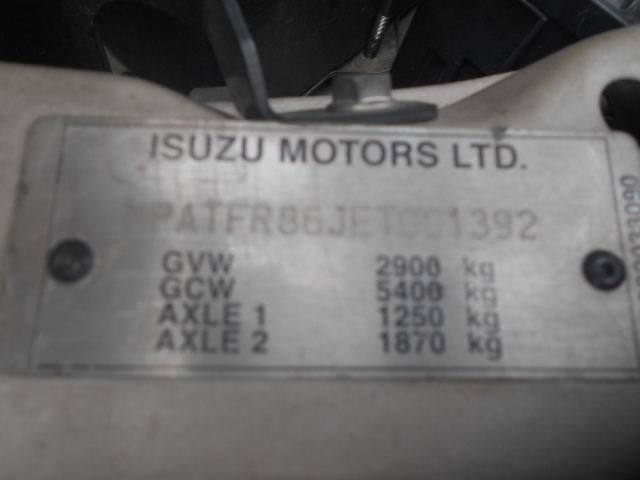 ISUZU MOTORS LTD.
GVW 2900 kg
GCW 5400 kg
AXLE 1 1250 kg
AXLE 2 1870 kg